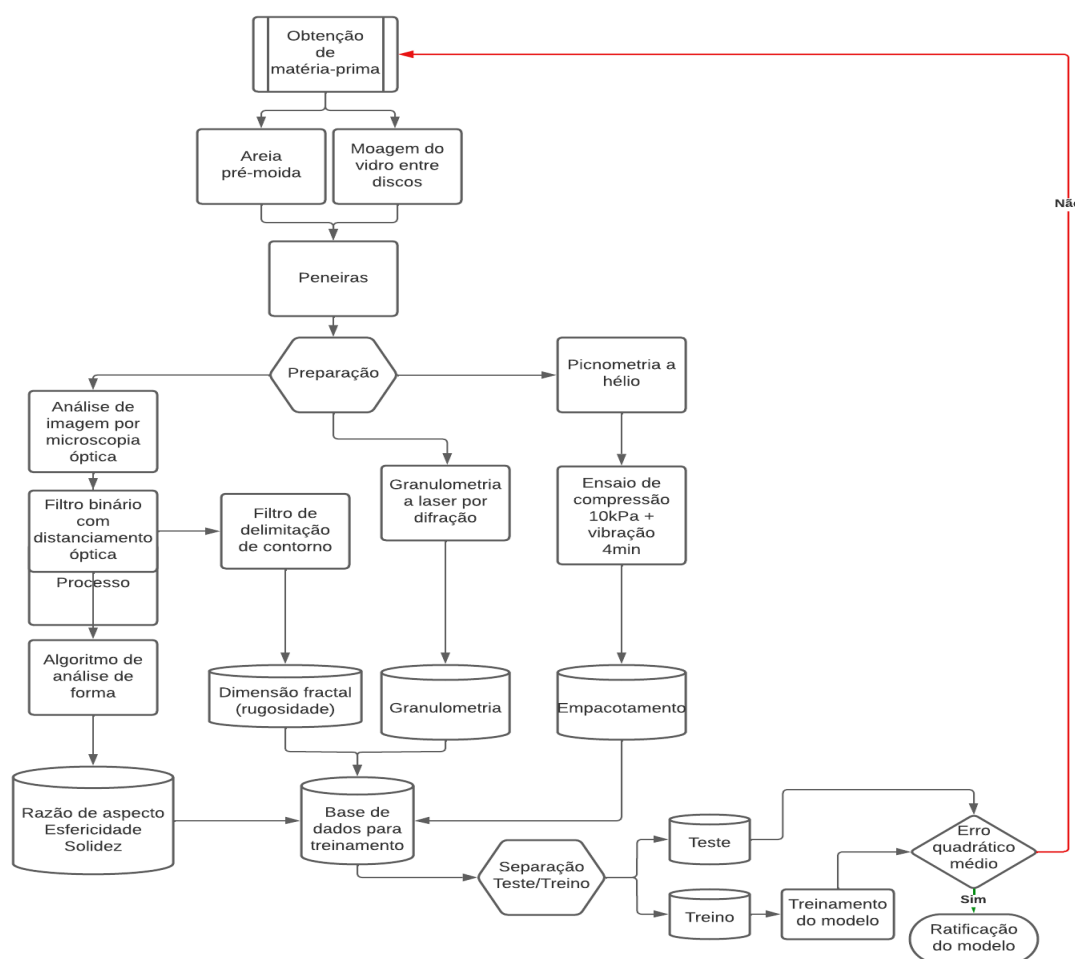 Obtenção
de
matéria-prima
Areia
pré-moida
Moagem do
vidro entre
discos
Peneiras
Preparação
Picnometria a
hélio
Análise de
imagem por
microscopia
óptica
Filtro binário
com
distanciamento
óptica
Processo
Filtro de
delimitação
de contorno
Granulometria
a laser por
difração
Ensaio de
compressão
10kPa +
vibração
4min
Algoritmo de
análise de
forma
Dimensão fractal
(rugosidade)
Granulometria
Empacotamento
Razão de aspecto
Esfericidade
Solidez
Base de
dados para
treinamento
Separação
Teste/Treino
Teste
Treino
Treinamento
do modelo
Erro
quadrático
médio
Nã
Sim
Ratificação
do modelo